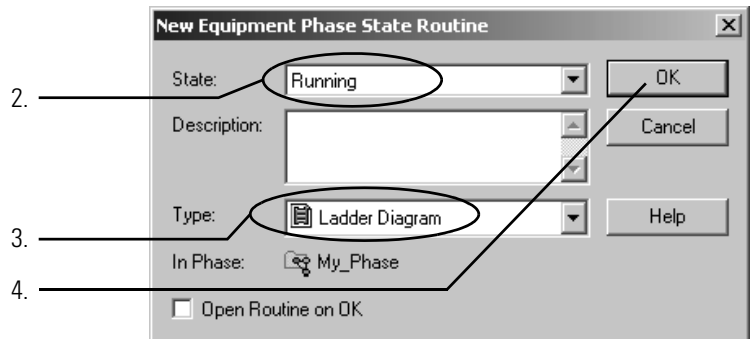 New Equipment Phase State Routine
2.
State: Running OK
Description: Cancel
3.
Type: Ladder Diagram Help
4.
In Phase: My_Phase
Open Routine on OK